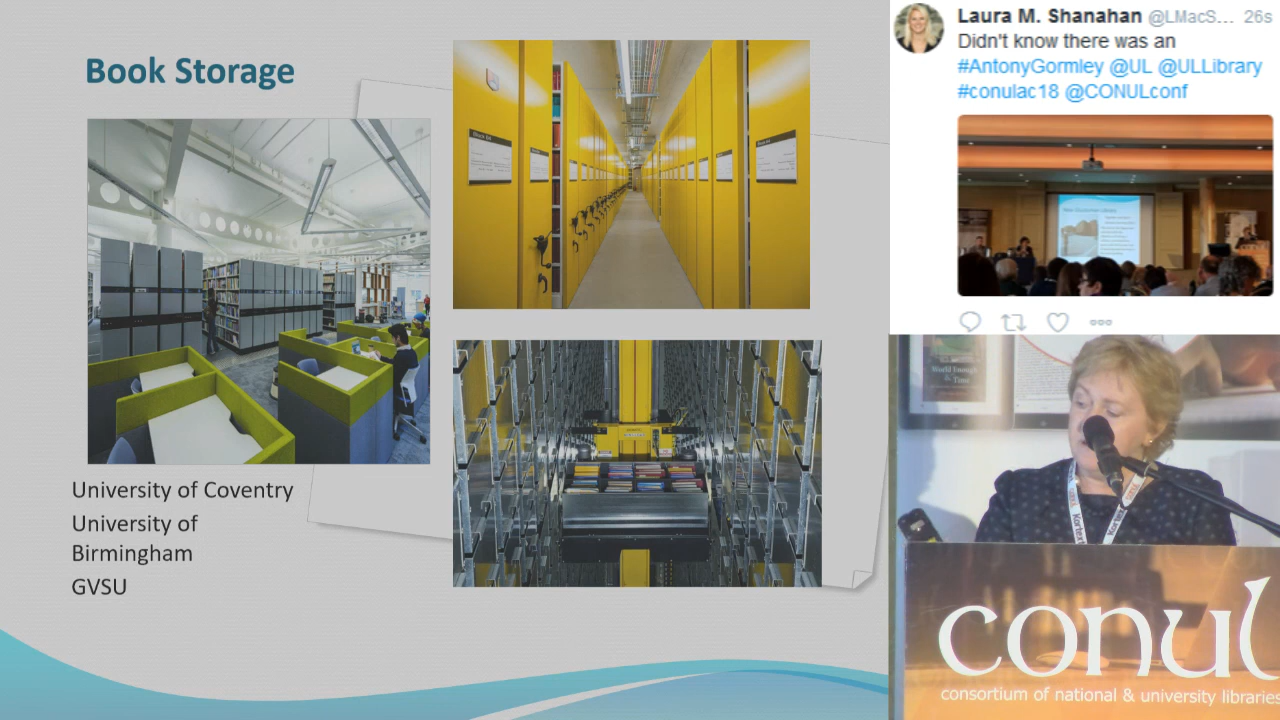 Book Storage
University of Coventry
University of
Birmingham
GVSU
Laura M. Shanahan @LMacS... 26s
Didn't know there was an
#AntonyGormley @UL @ULLibrary
#conulac18 @CONULconf
World Enough
& Time
conul
consortium of national & university libraries